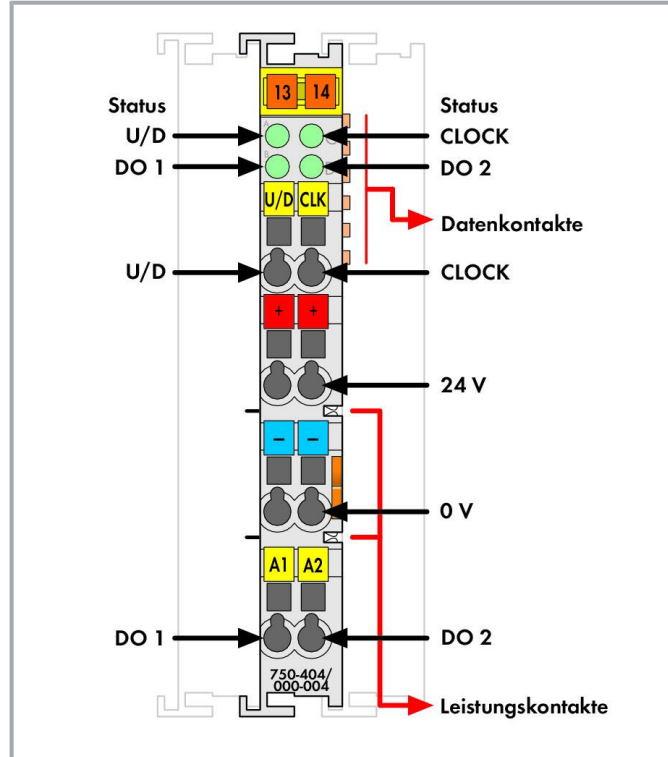 13 14
Status Status
U/D A C CLOCK
DO 1 B D DO 2
U/D CLK
Datenkontakte
U/D CLOCK
+ +
24 V
− −
0 V
A1 A2
DO 1 DO 2
750-404/
000-004
Leistungskontakte